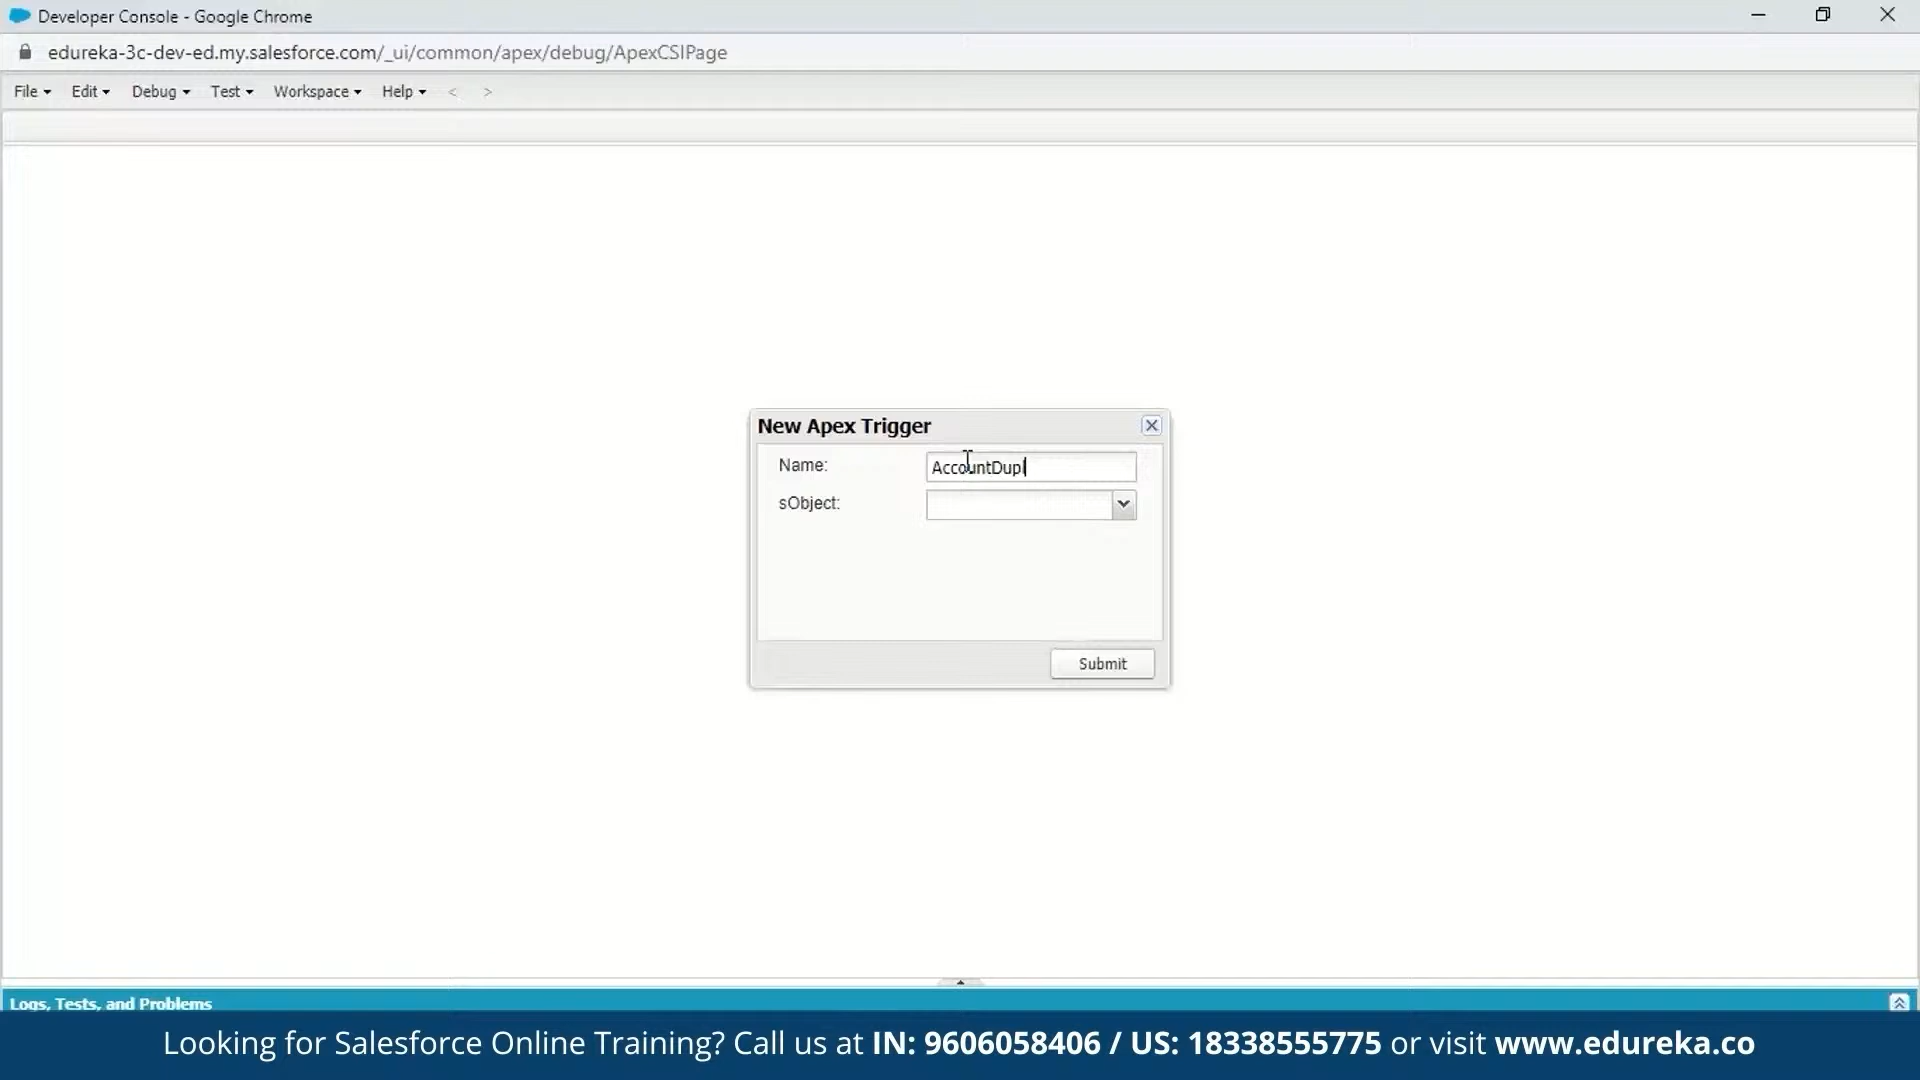 Developer Console - Google Chrome
edureka-3c-dev-ed.my.salesforce.com/_ui/common/apex/debug/ApexCSIPage
File Edit Debug Test Workspace Help < >
New Apex Trigger
Name: AccountDupl
sObject:
Submit
Logs, Tests, and Problems
Looking for Salesforce Online Training? Call us at IN: 9606058406 / US: 18338555775 or visit www.edureka.co